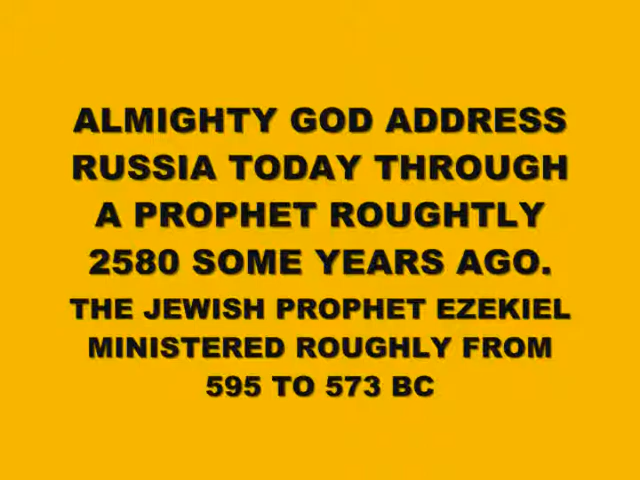 ALMIGHTY GOD ADDRESS
RUSSIA TODAY THROUGH
A PROPHET ROUGHTLY
2580 SOME YEARS AGO.
THE JEWISH PROPHET EZEKIEL
MINISTERED ROUGHLY FROM
595 TO 573 BC